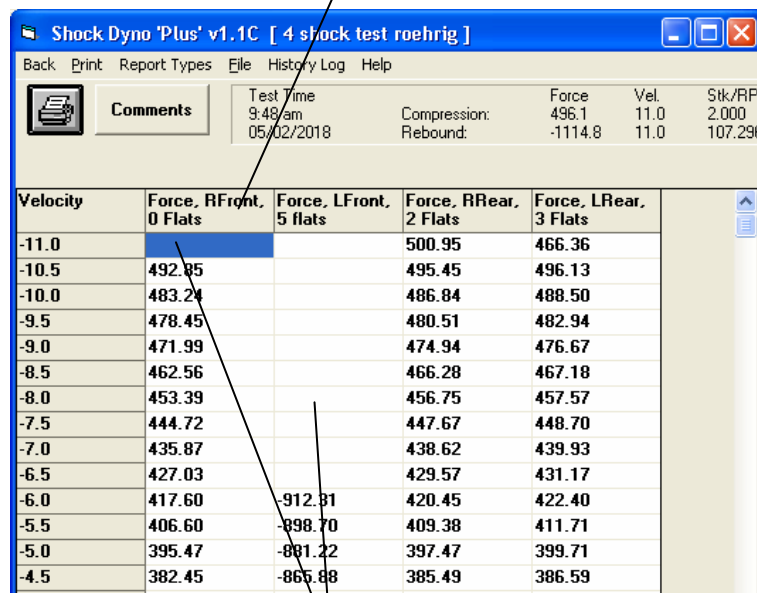 Shock Dyno 'Plus' v1.1C [ 4 shock test roehrig ]
Back Print Report Types File History Log Help
Comments
Test Time Force Vel. Stk/RP
9:48 am Compression: 496.1 11.0 2.000
05/02/2018 Rebound: -1114.8 11.0 107.296
Velocity Force, RFront, Force, LFront, Force, RRear, Force, LRear,
0 Flats 5 flats 2 Flats 3 Flats
-11.0 500.95 466.36
-10.5 492.85 495.45 496.13
-10.0 483.24 486.84 488.50
-9.5 478.45 480.51 482.94
-9.0 471.99 474.94 476.67
-8.5 462.56 466.28 467.18
-8.0 453.39 456.75 457.57
-7.5 444.72 447.67 448.70
-7.0 435.87 438.62 439.93
-6.5 427.03 429.57 431.17
-6.0 417.60 -912.31 420.45 422.40
-5.5 406.60 -898.70 409.38 411.71
-5.0 395.47 -881.22 397.47 399.71
-4.5 382.45 -865.88 385.49 386.59